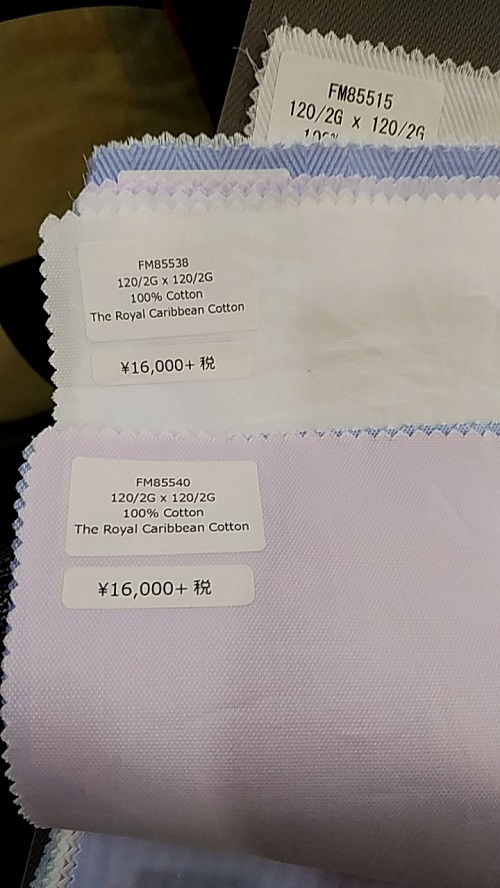 FM85515
120/2G x 120/2G
FM85538
120/2G x 120/2G
100% Cotton
The Royal Caribbean Cotton
¥16,000+ 税
FM85540
120/2G x 120/2G
100% Cotton
The Royal Caribbean Cotton
¥16,000+ 税